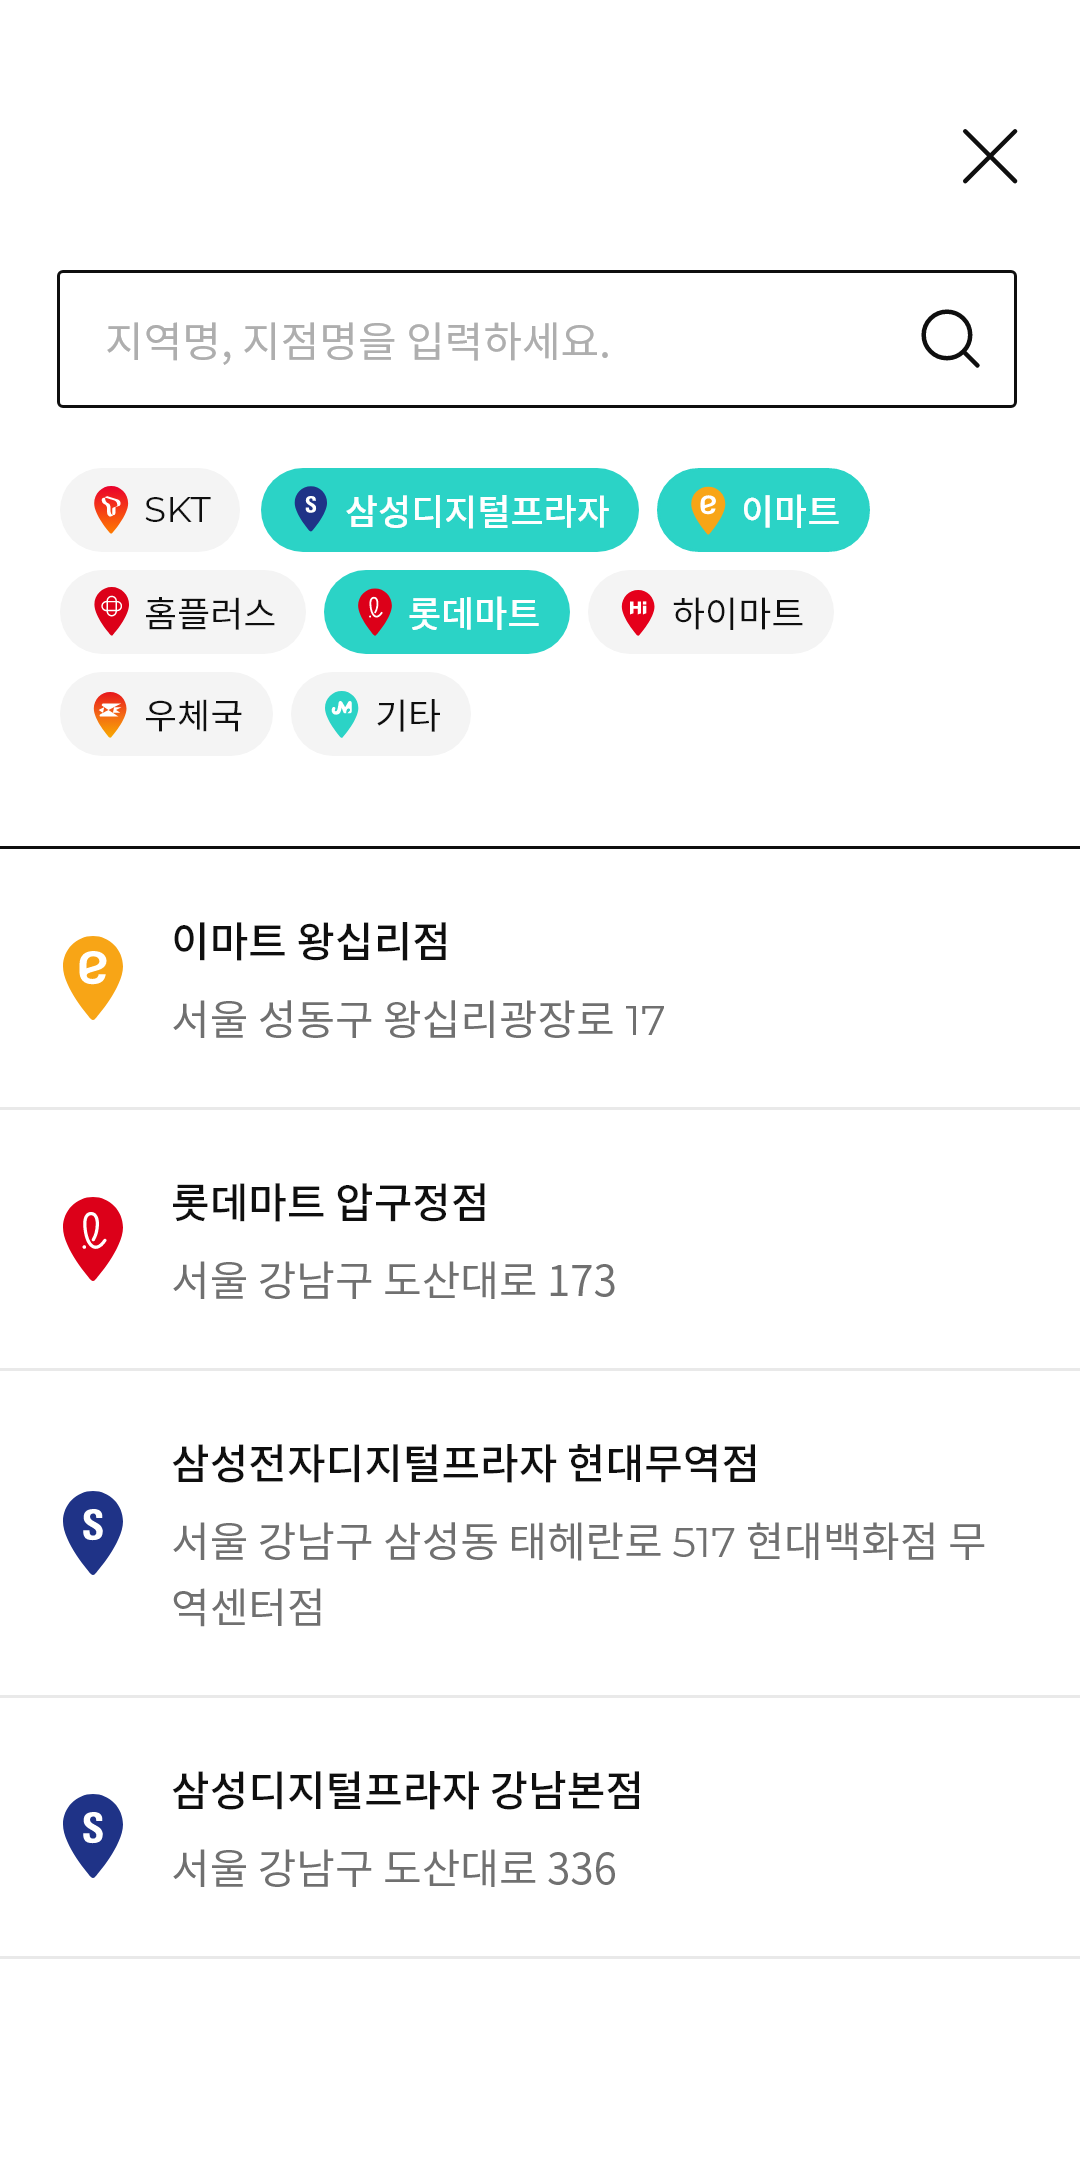 지역명, 지점명을 입력하세요.
SKT
S 삼성디지털프라자
e 이마트
홈플러스
롯데마트
Hi 하이마트
우체국
기타
e
이마트 왕십리점
서울 성동구 왕십리광장로 17
롯데마트 압구정점
서울 강남구 도산대로 173
S
삼성전자디지털프라자 현대무역점
서울 강남구 삼성동 태헤란로 517 현대백화점 무
역센터점
S
삼성디지털프라자 강남본점
서울 강남구 도산대로 336